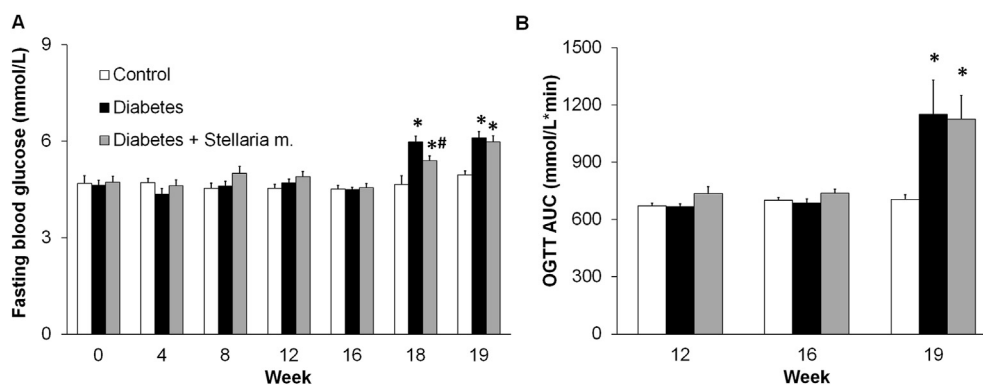 A
Fasting blood glucose (mmol/L)
9
6
3
0
Control
Diabetes
Diabetes + Stellaria m.
* *# * *
0 4 8 12 16 18 19
Week
B
OGTT AUC (mmol/L*min)
1500
1200
900
600
300
0
* *
12 16 19
Week